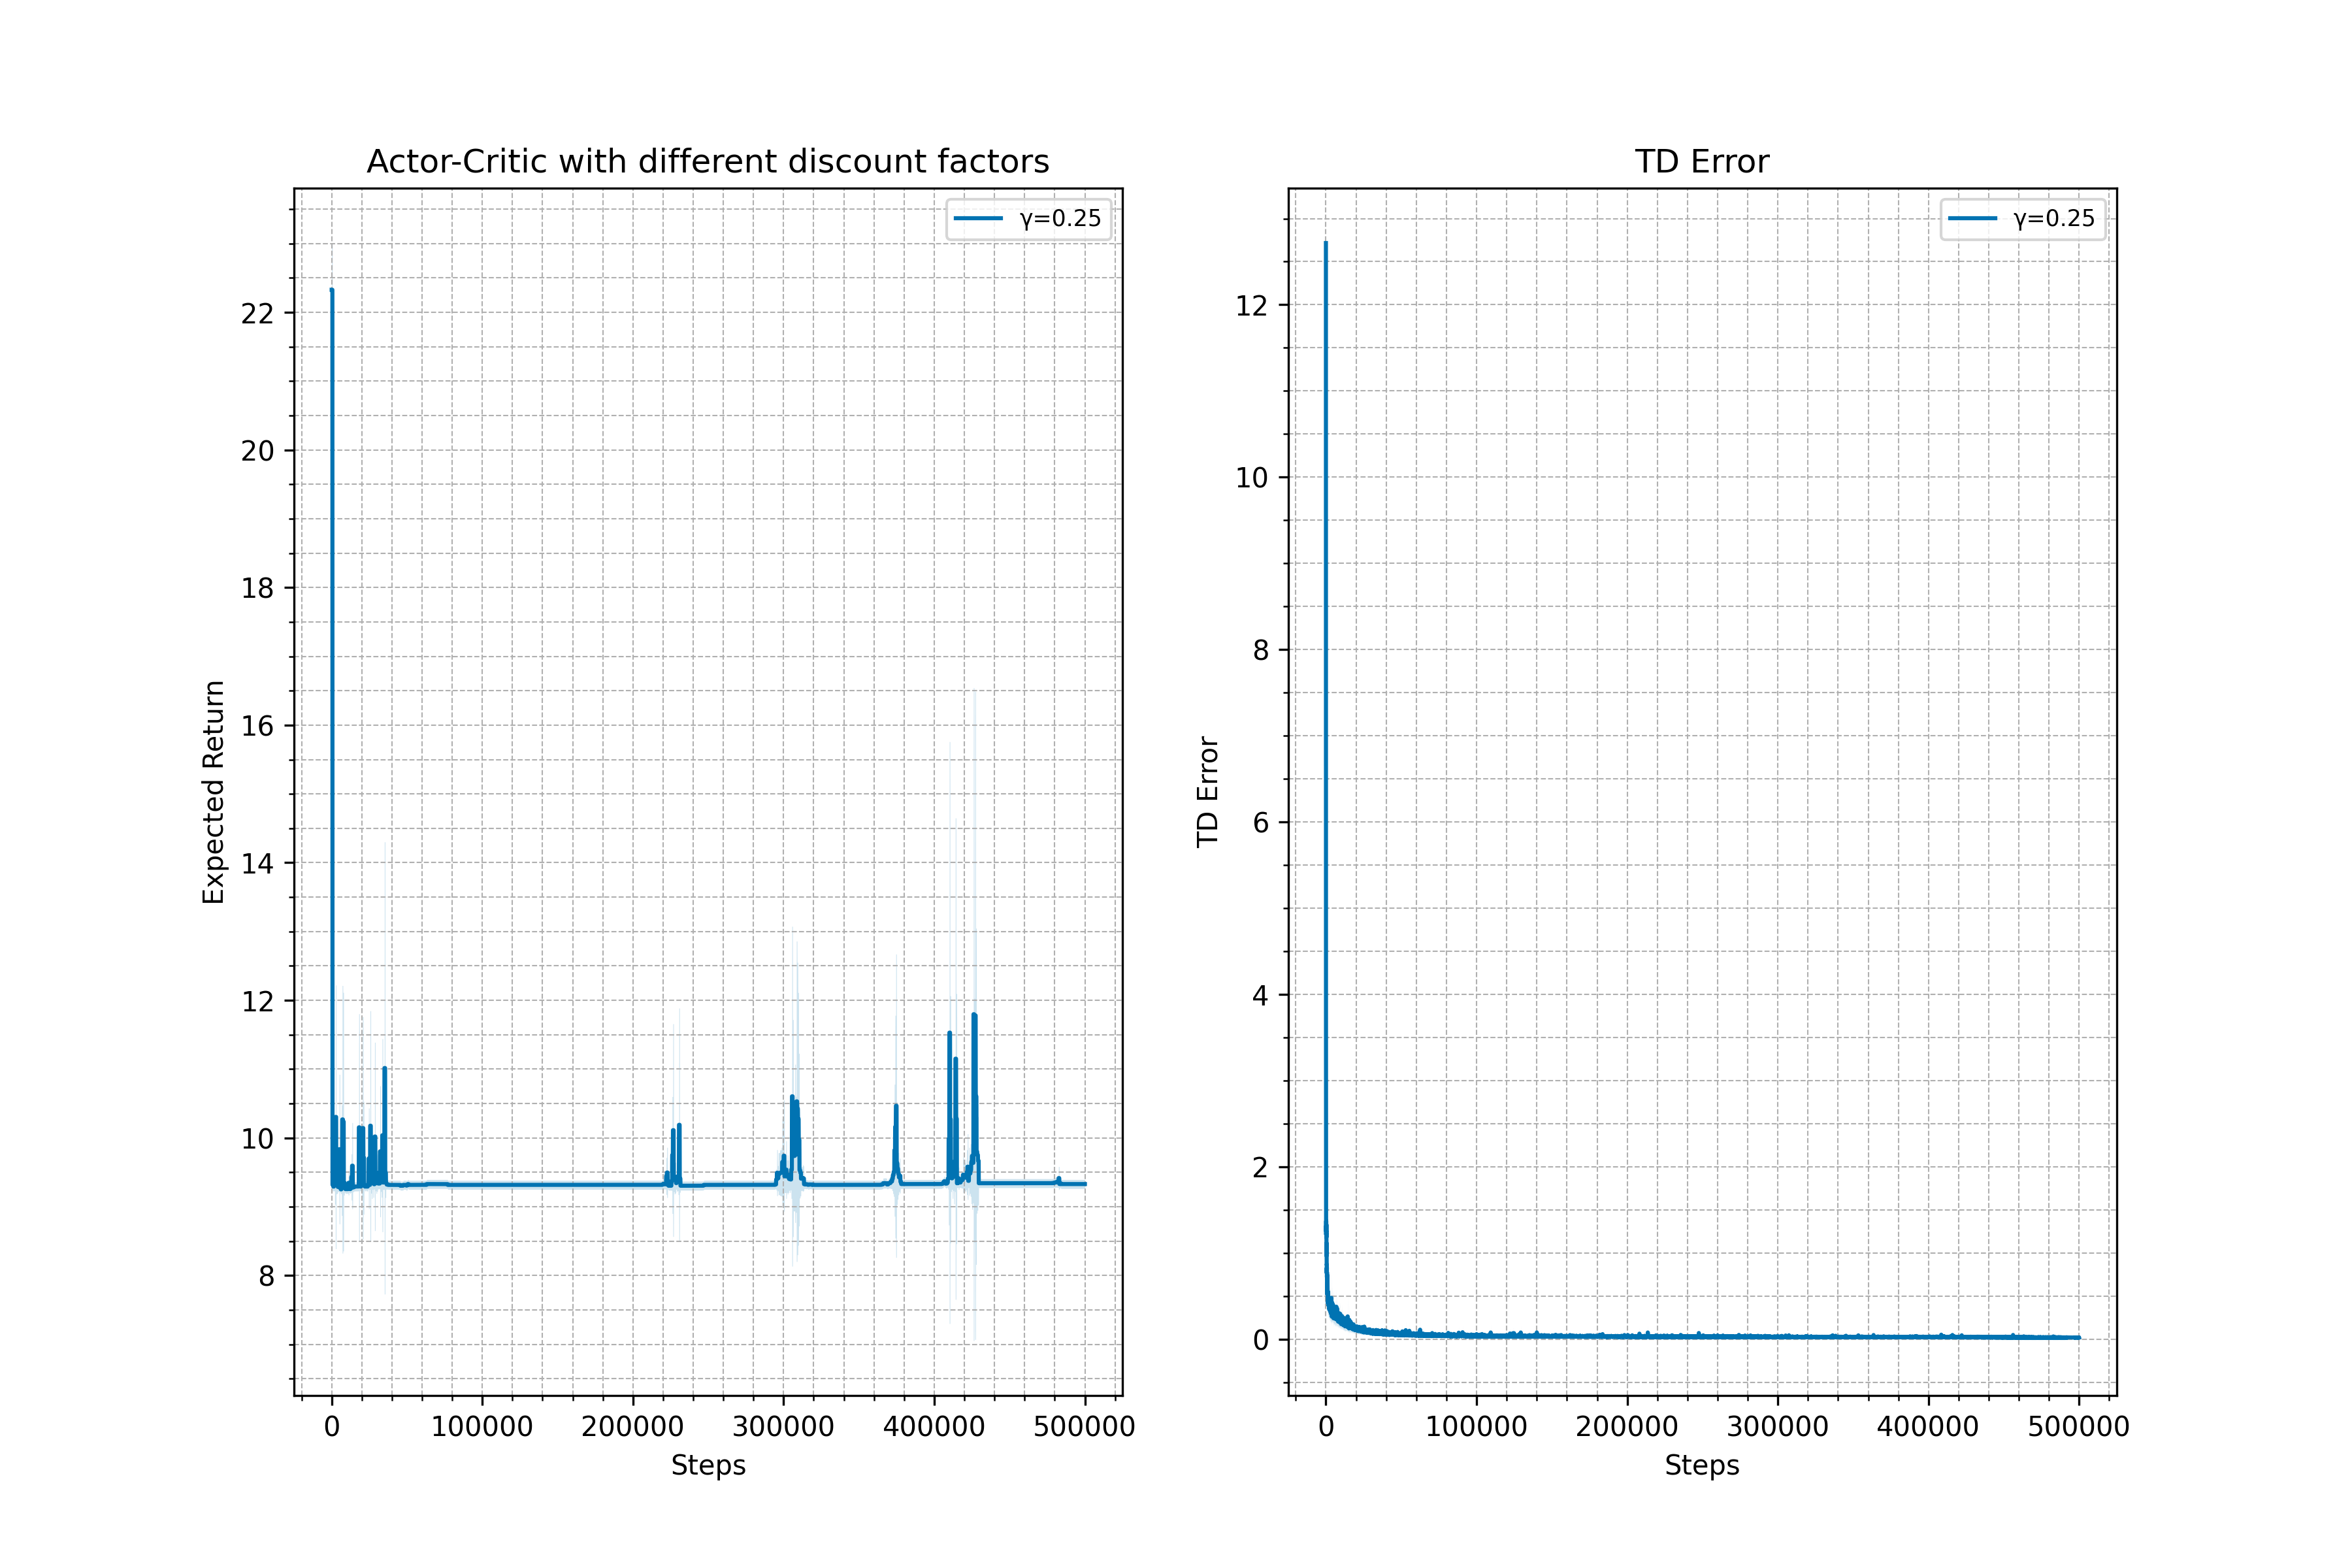 Actor-Critic with different discount factors
γ=0.25
Expected Return
22
20
18
16
14
12
10
8
0 100000 200000 300000 400000 500000
Steps
TD Error
γ=0.25
TD Error
12
10
8
6
4
2
0
0 100000 200000 300000 400000 500000
Steps